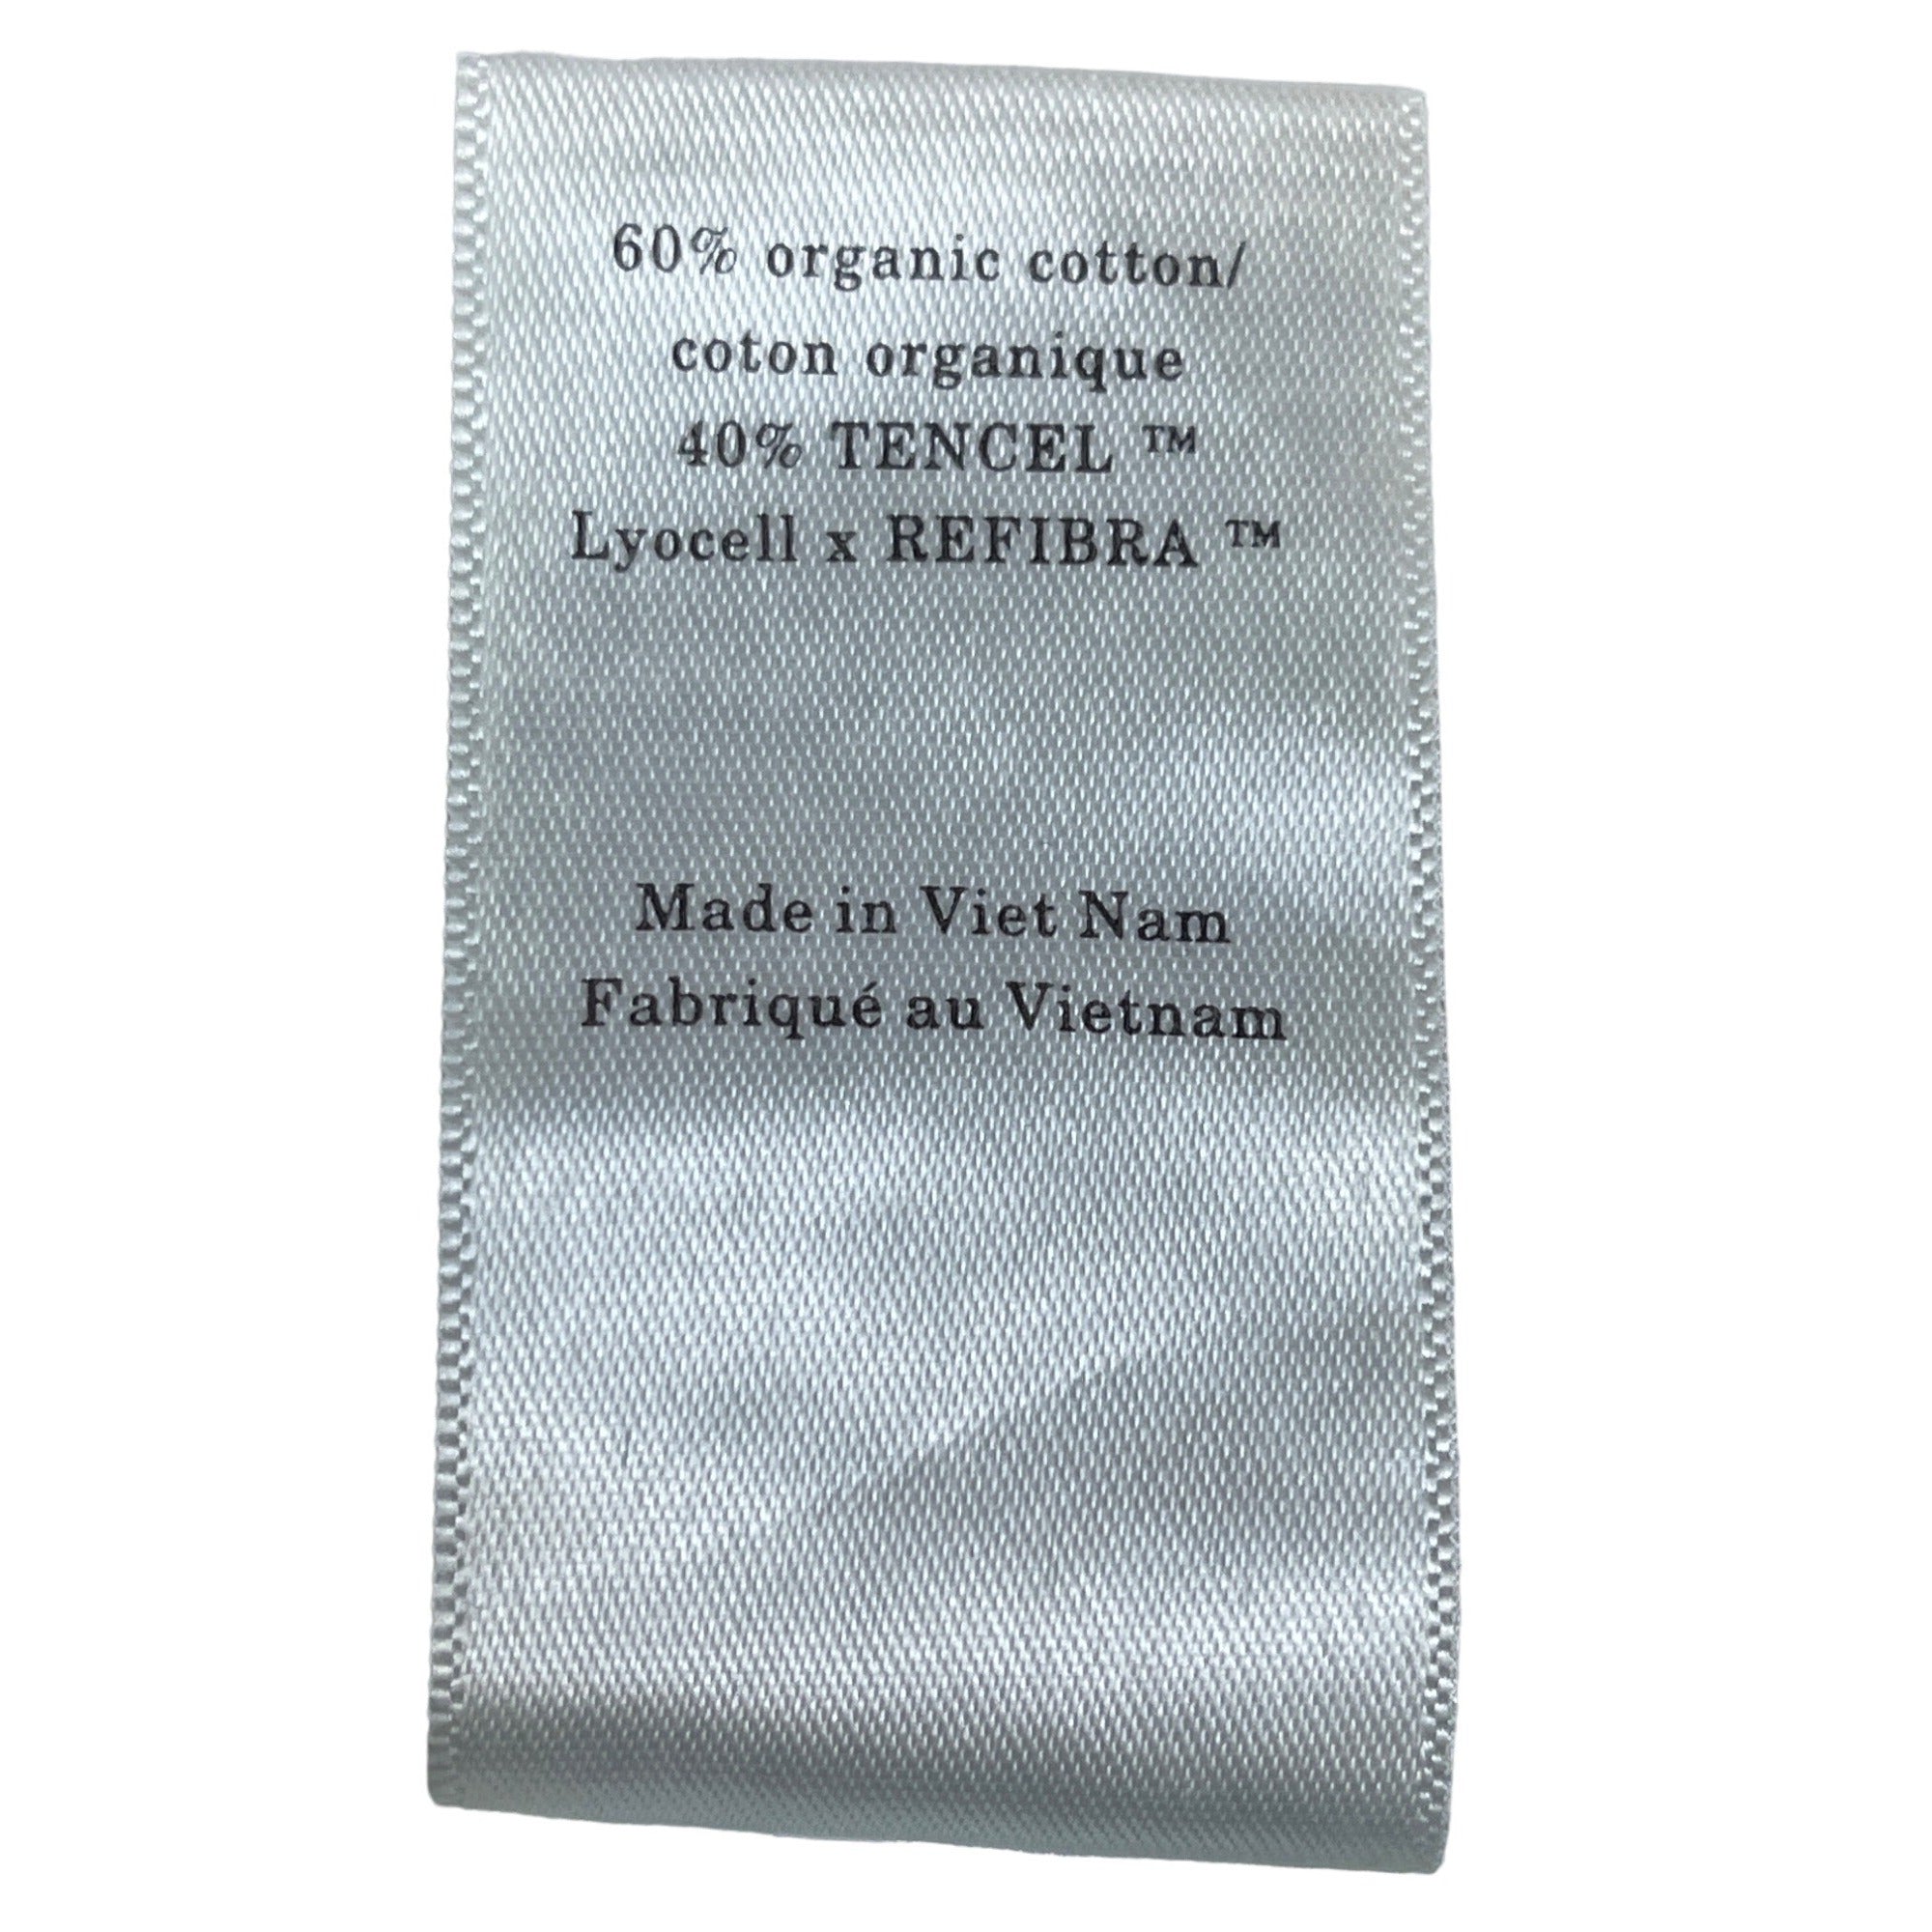 60% organic cotton/
coton organique
40% TENCEL ™
Lyocell x REFIBRA ™
Made in Viet Nam
Fabriqué au Vietnam